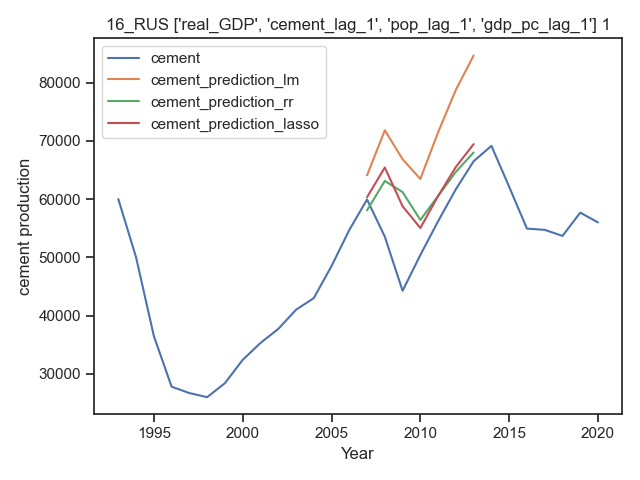 16_RUS ['real_GDP', 'cement_lag_1', 'pop_lag_1', 'gdp_pc_lag_1'] 1
cement
cement_prediction_lm
cement_prediction_rr
cement_prediction_lasso
80000
70000
60000
50000
40000
30000
cement production
1995 2000 2005 2010 2015 2020
Year